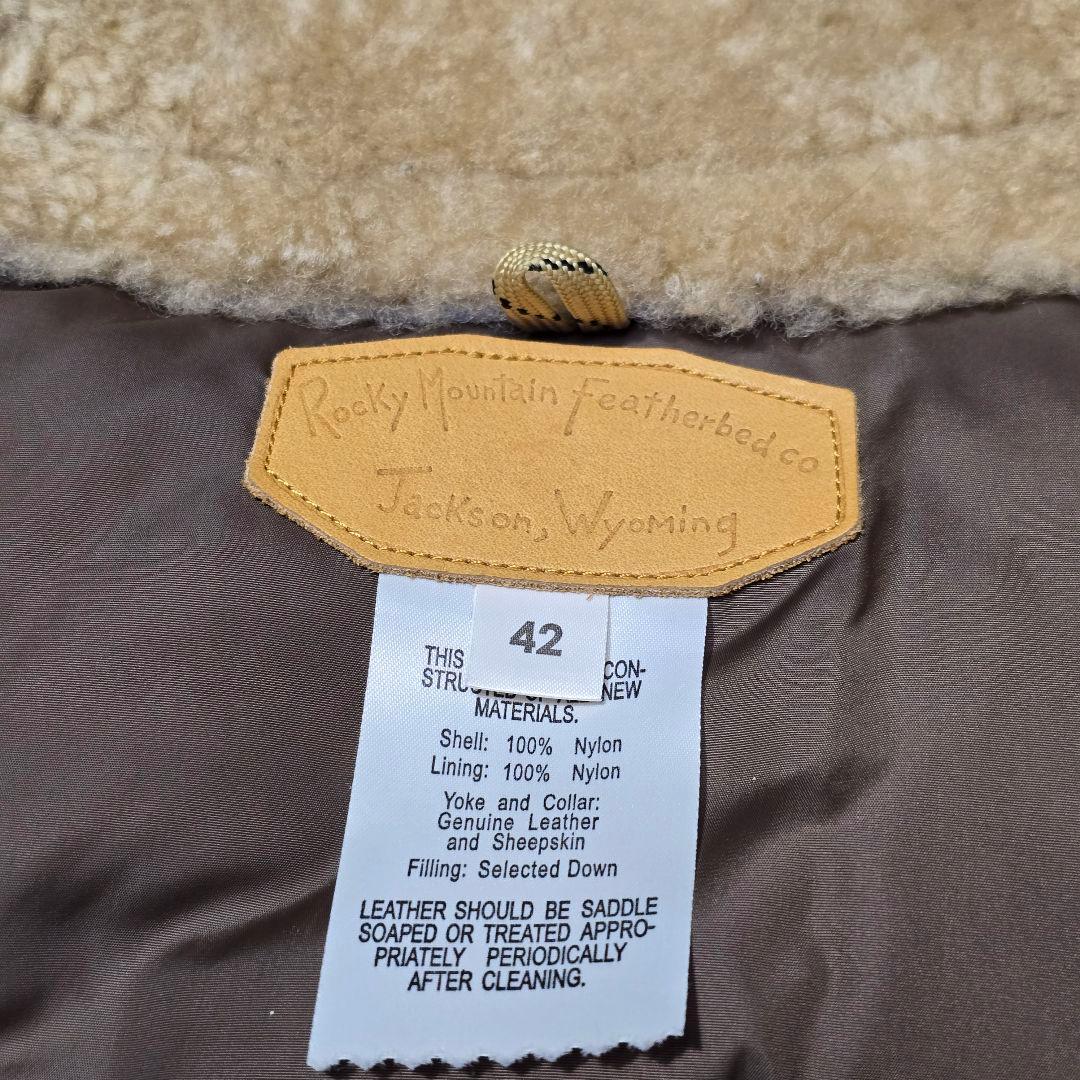 Rocky Mountain Featherbed co
Jackson, Wyoming
42
THIS CON-
NEW
MATERIALS.
Shell: 100% Nylon
Lining: 100% Nylon
Yoke and Collar:
Genuine Leather
and Sheepskin
Filling: Selected Down
LEATHER SHOULD BE SADDLE
SOAPED OR TREATED APPRO-
PRIATELY PERIODICALLY
AFTER CLEANING.